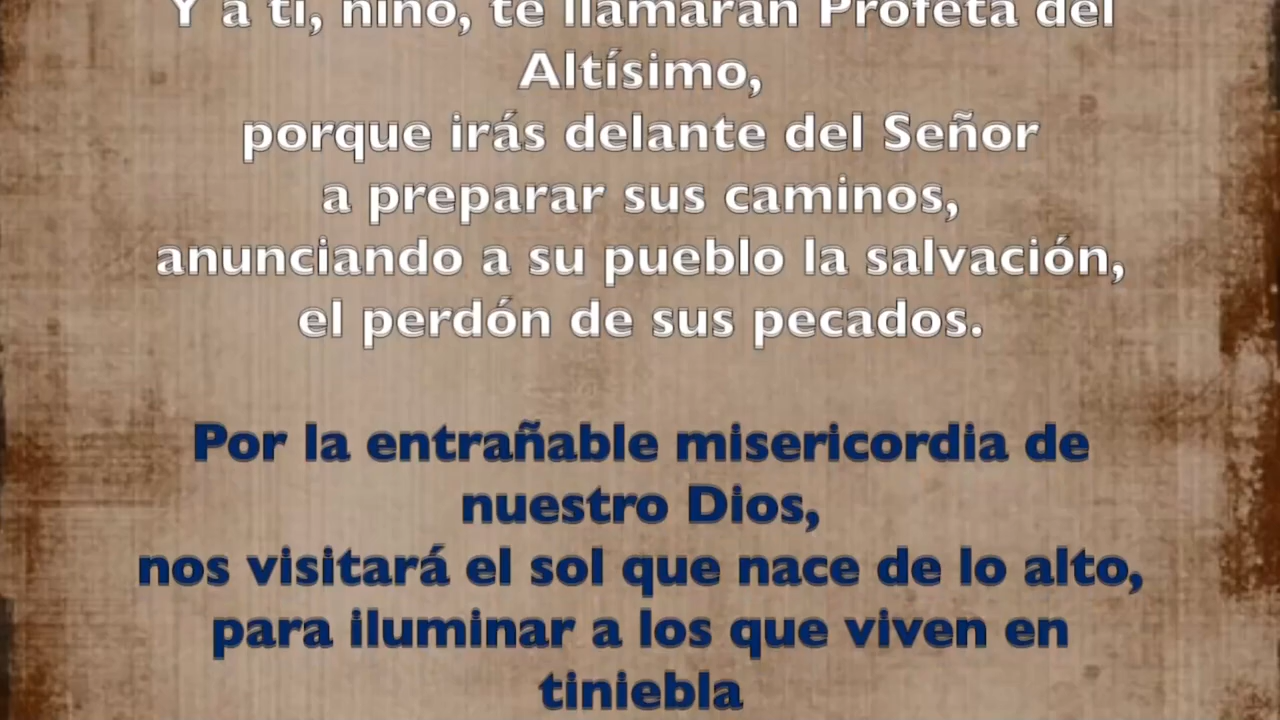 Y a ti, niño, te llamarán Profeta del
Altísimo,
porque irás delante del Señor
a preparar sus caminos,
anunciando a su pueblo la salvación,
el perdón de sus pecados.
Por la entrañable misericordia de
nuestro Dios,
nos visitará el sol que nace de lo alto,
para iluminar a los que viven en
tiniebla